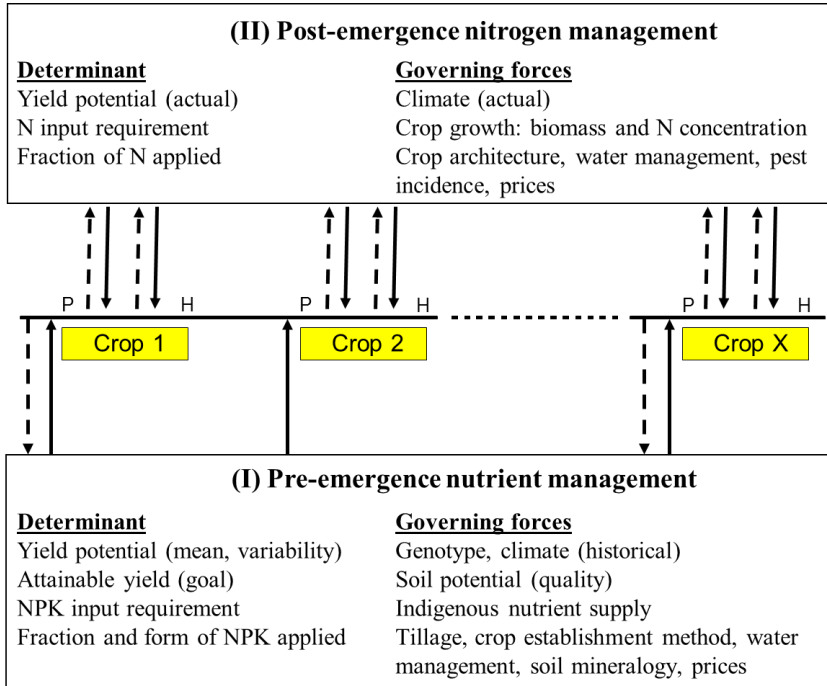 (II) Post-emergence nitrogen management
Determinant
Yield potential (actual)
N input requirement
Fraction of N applied
Governing forces
Climate (actual)
Crop growth: biomass and N concentration
Crop architecture, water management, pest
incidence, prices
P H P H P H
Crop 1 Crop 2 Crop X
(I) Pre-emergence nutrient management
Determinant
Yield potential (mean, variability)
Attainable yield (goal)
NPK input requirement
Fraction and form of NPK applied
Governing forces
Genotype, climate (historical)
Soil potential (quality)
Indigenous nutrient supply
Tillage, crop establishment method, water
management, soil mineralogy, prices